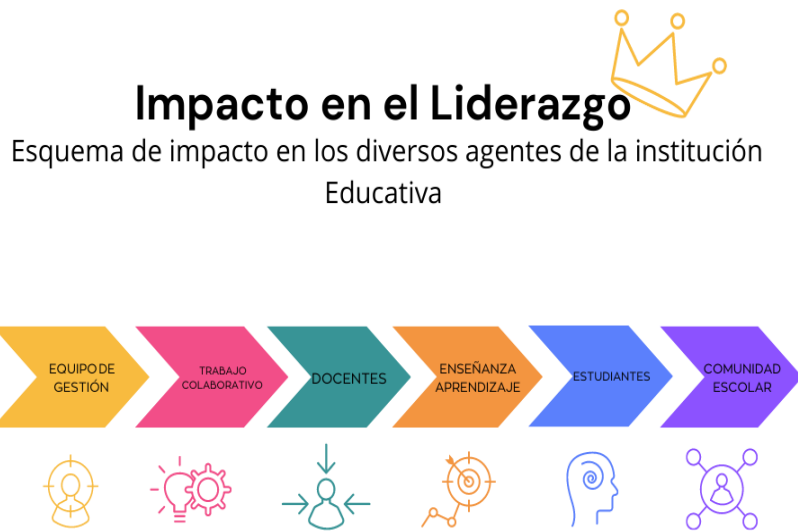 Impacto en el Liderazgo
Esquema de impacto en los diversos agentes de la institución
Educativa
EQUIPO DE
GESTIÓN
TRABAJO
COLABORATIVO
DOCENTES
ENSEÑANZA
APRENDIZAJE
ESTUDIANTES
COMUNIDAD
ESCOLAR